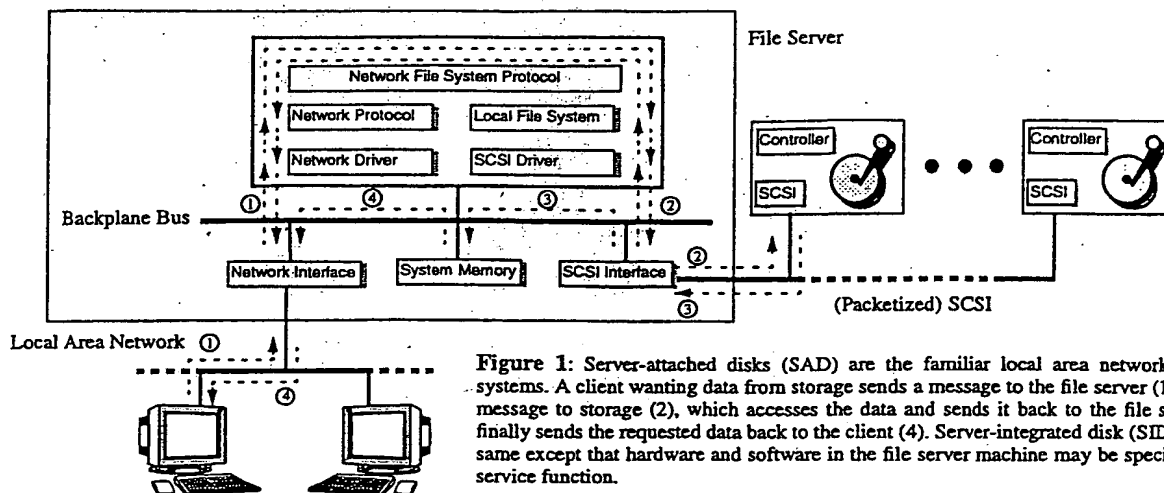 File Server
Network File System Protocol
Network Protocol
Local File System
Network Driver
SCSI Driver
Controller
SCSI
Controller
SCSI
①
④
③
②
Backplane Bus
Network Interface
System Memory
SCSI Interface
②
③
(Packetized) SCSI
Local Area Network
①
④
Figure 1: Server-attached disks (SAD) are the familiar local area network
systems. A client wanting data from storage sends a message to the file server (1
message to storage (2), which accesses the data and sends it back to the file s
finally sends the requested data back to the client (4). Server-integrated disk (SID
same except that hardware and software in the file server machine may be speci
service function.